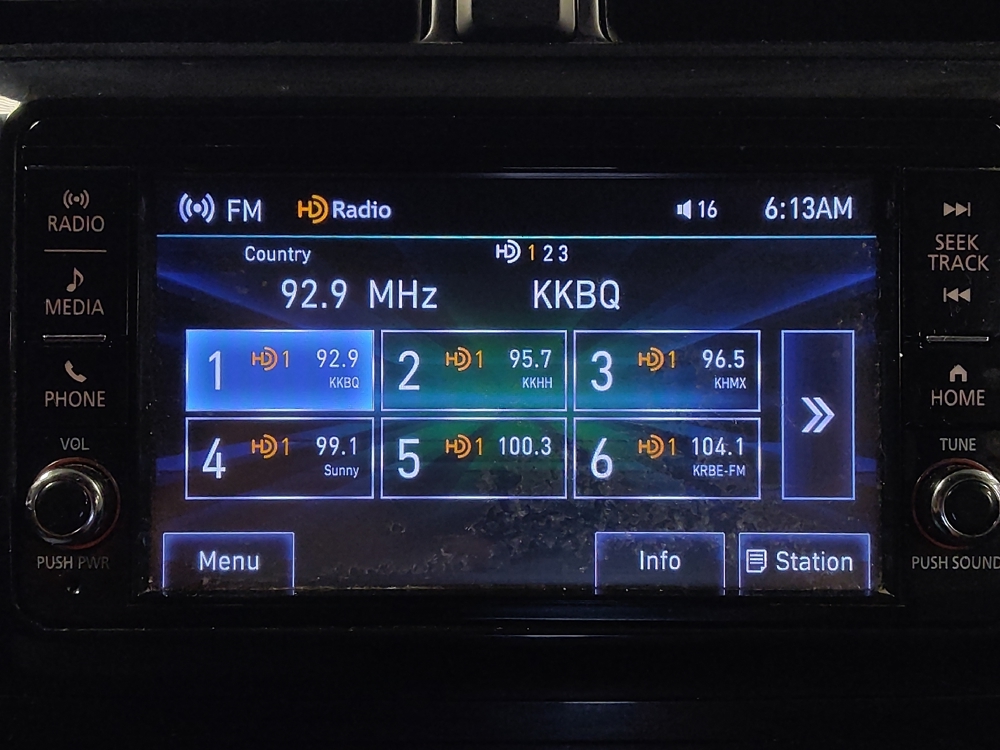 RADIO
MEDIA
PHONE
VOL
PUSH PWR
FM HD Radio 16 6:13AM
Country HD 1 2 3
92.9 MHz KKBQ
1 HD 1 92.9
KKBQ
2 HD 1 95.7
KKHH
3 HD 1 96.5
KHMX
4 HD 1 99.1
Sunny
5 HD 1 100.3
6 HD 1 104.1
KRBE-FM
Menu Info Station
SEEK
TRACK
HOME
TUNE
PUSH SOUND